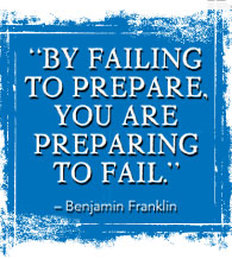 “BY FAILING
TO PREPARE,
YOU ARE
PREPARING
TO FAIL.”
– Benjamin Franklin